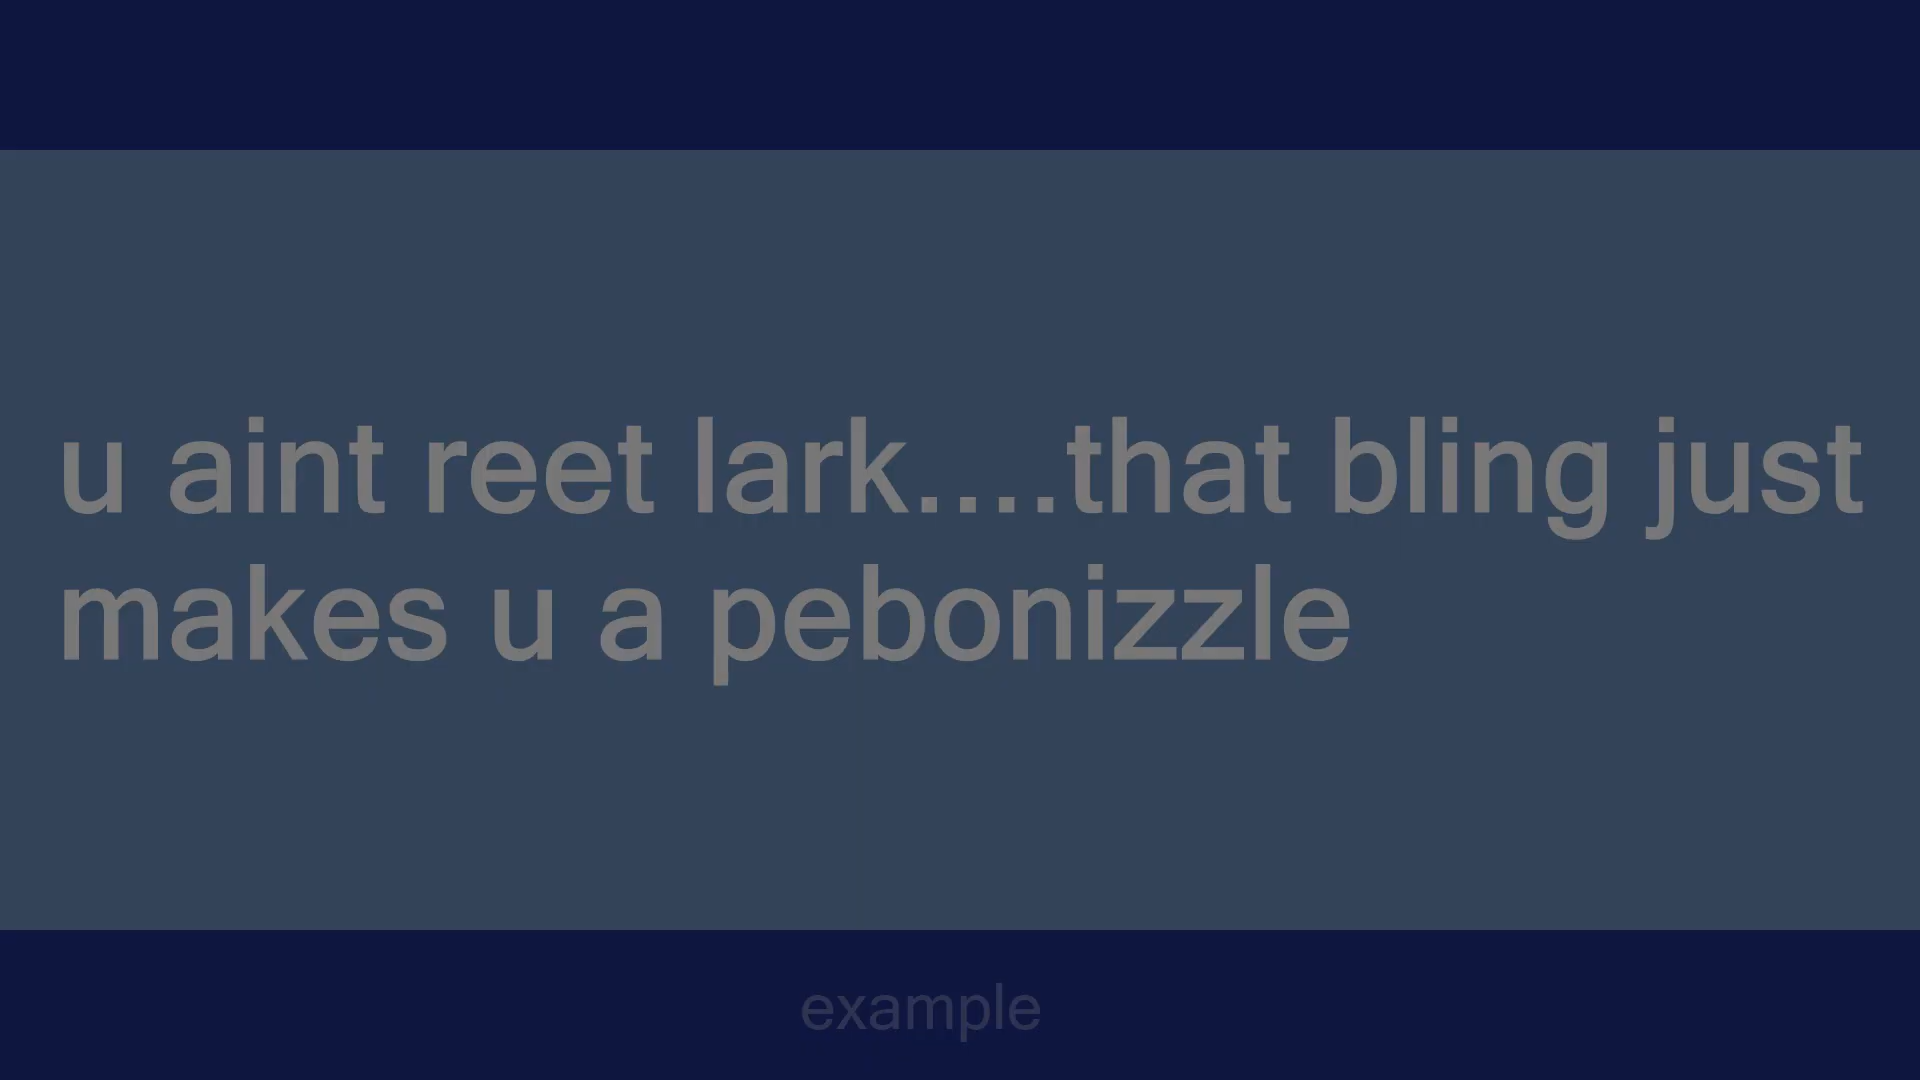 u aint reet lark....that bling just
makes u a pebonizzle
example